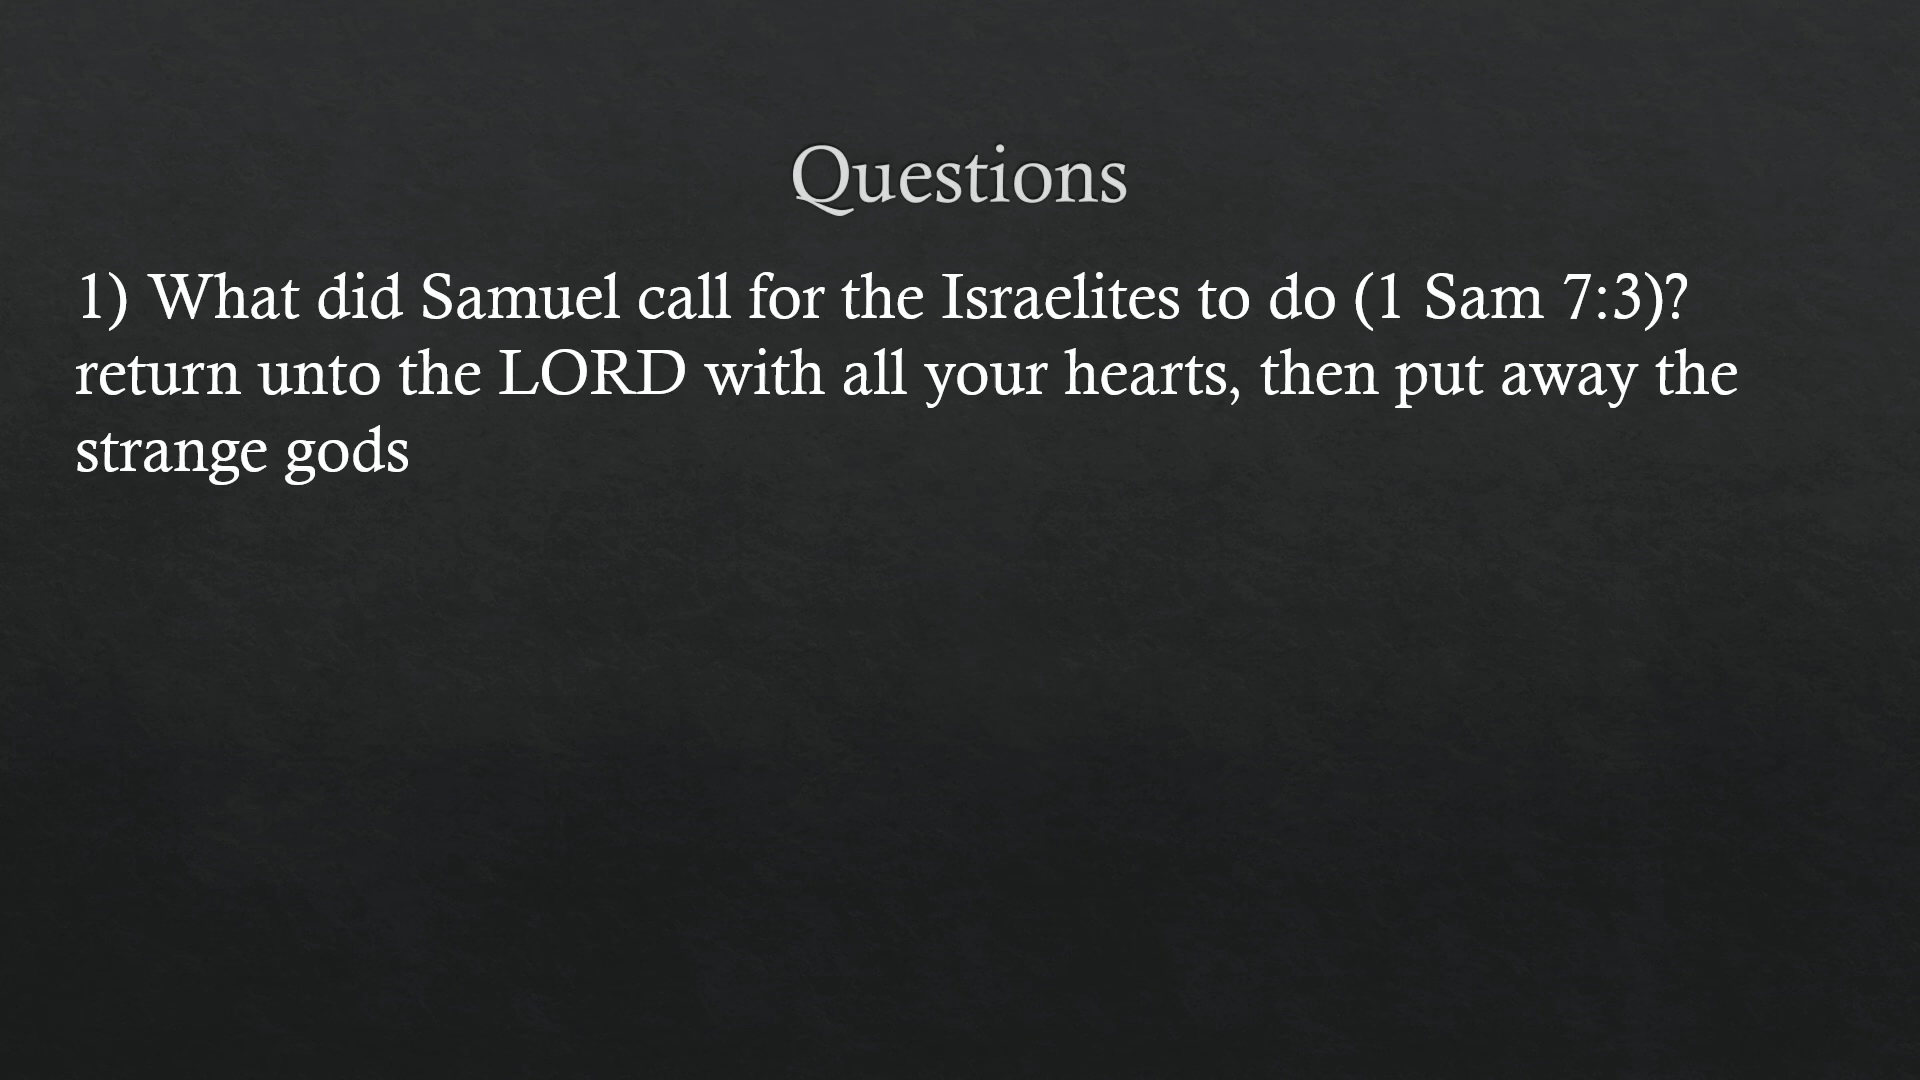 Questions
1) What did Samuel call for the Israelites to do (1 Sam 7:3)?
return unto the LORD with all your hearts, then put away the
strange gods